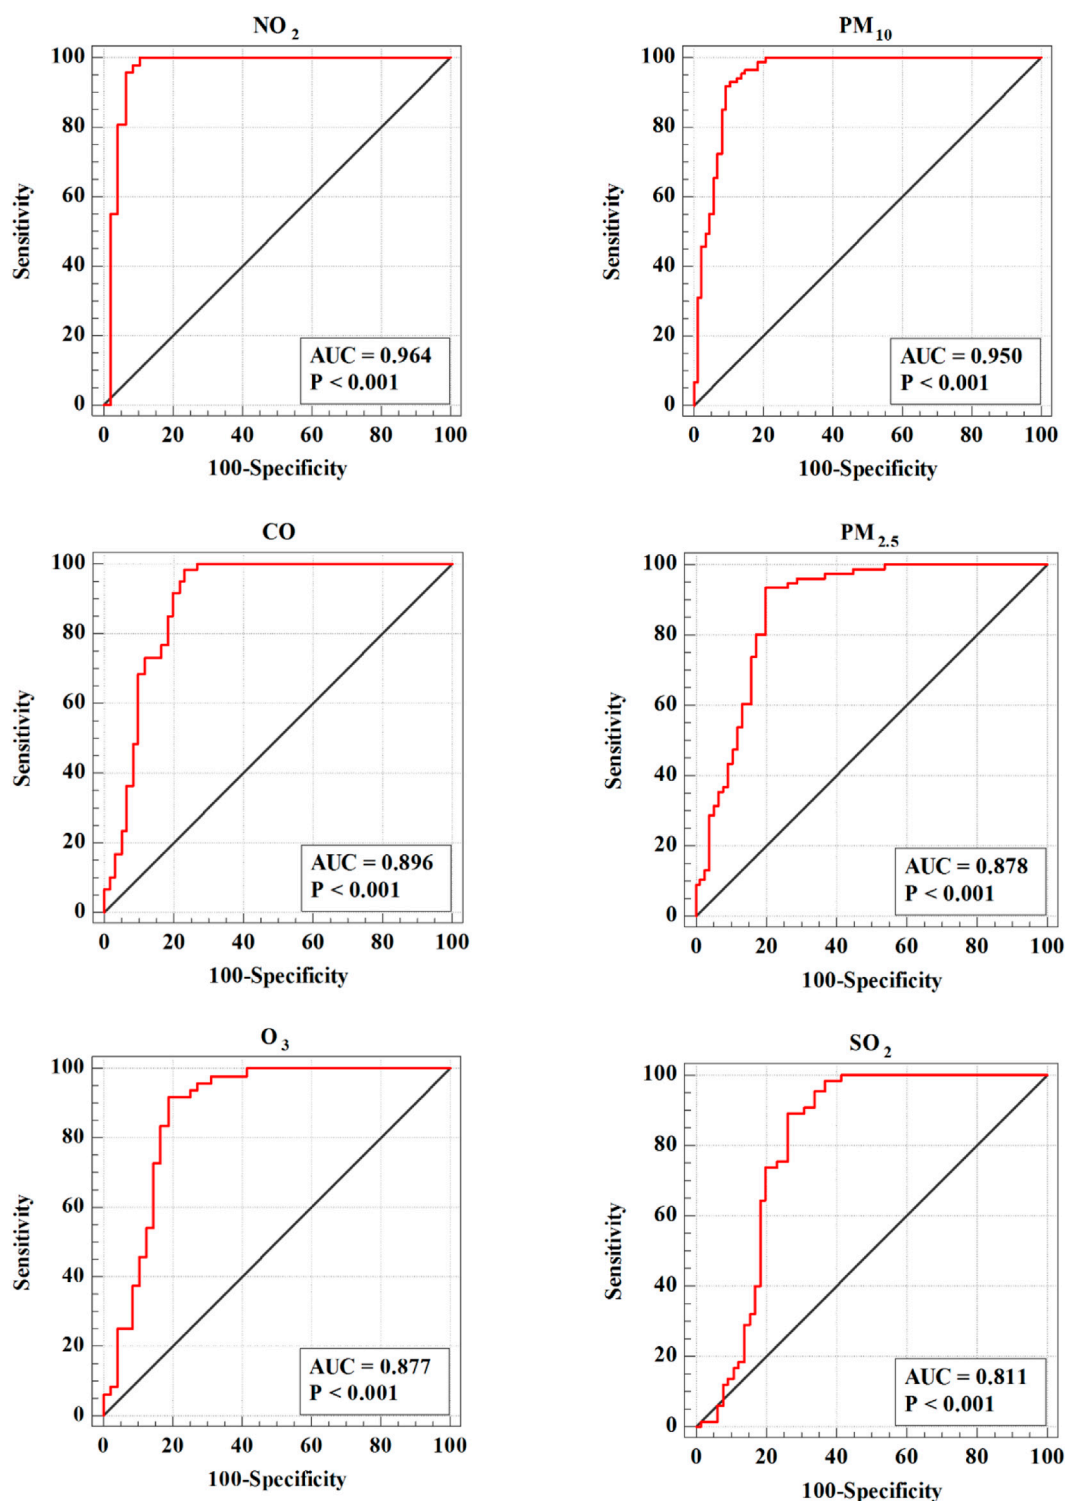 NO2
100
80
60
40
20
0
Sensitivity
AUC = 0.964
P < 0.001
0 20 40 60 80 100
100-Specificity
PM10
100
80
60
40
20
0
Sensitivity
AUC = 0.950
P < 0.001
0 20 40 60 80 100
100-Specificity
CO
100
80
60
40
20
0
Sensitivity
AUC = 0.896
P < 0.001
0 20 40 60 80 100
100-Specificity
PM2.5
100
80
60
40
20
0
Sensitivity
AUC = 0.878
P < 0.001
0 20 40 60 80 100
100-Specificity
O3
100
80
60
40
20
0
Sensitivity
AUC = 0.877
P < 0.001
0 20 40 60 80 100
100-Specificity
SO2
100
80
60
40
20
0
Sensitivity
AUC = 0.811
P < 0.001
0 20 40 60 80 100
100-Specificity